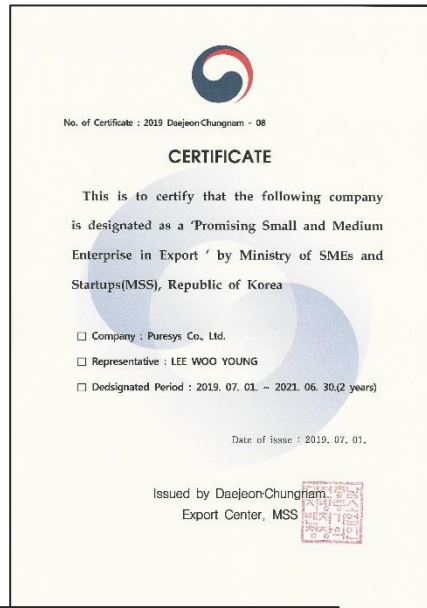 No. of Certificate : 2019 Daejeon·Chungnam - 08
CERTIFICATE
This is to certify that the following company
is designated as a 'Promising Small and Medium
Enterprise in Export ' by Ministry of SMEs and
Startups(MSS), Republic of Korea
□ Company : Puresys Co., Ltd.
□ Representative : LEE WOO YOUNG
□ Dedsignated Period : 2019. 07. 01. ~ 2021. 06. 30.(2 years)
Date of issue : 2019. 07. 01.
Issued by Daejeon·Chungnam
Export Center, MSS